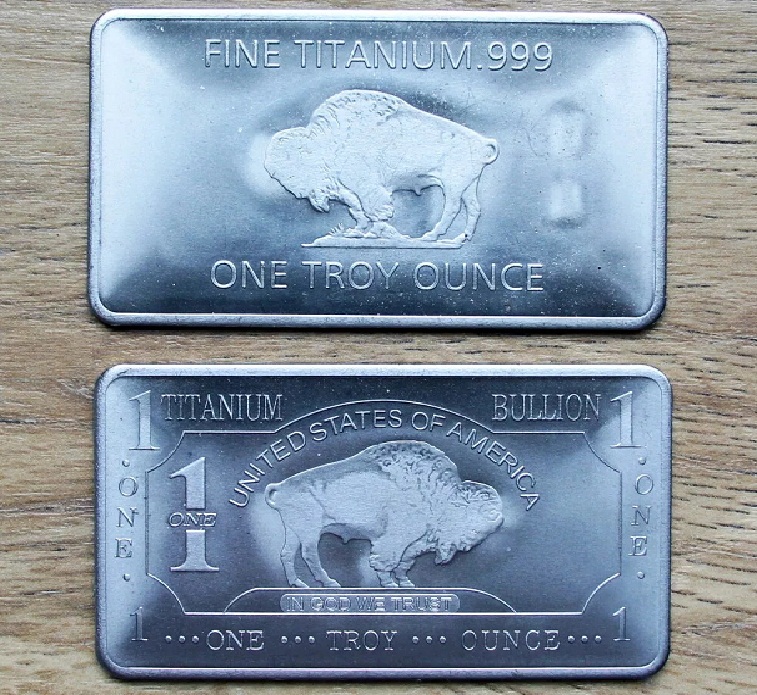 FINE TITANIUM.999
ONE TROY OUNCE
1 TITANIUM BULLION 1
UNITED STATES OF AMERICA
1
ONE
·ONE·
·ONE·
IN GOD WE TRUST
1 ···ONE ··· TROY ··· OUNCE··· 1